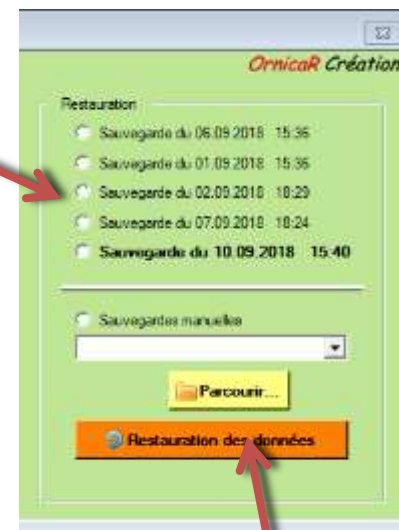 OrnicaR Création
Restauration
Sauvegarde du 06.09.2018 15:36
Sauvegarde du 01.09.2018 15:36
Sauvegarde du 02.09.2018 18:29
Sauvegarde du 07.09.2018 18:24
Sauvegarde du 10.09.2018 15:40
Sauvegardes manuelles
Parcourir...
Restauration des données